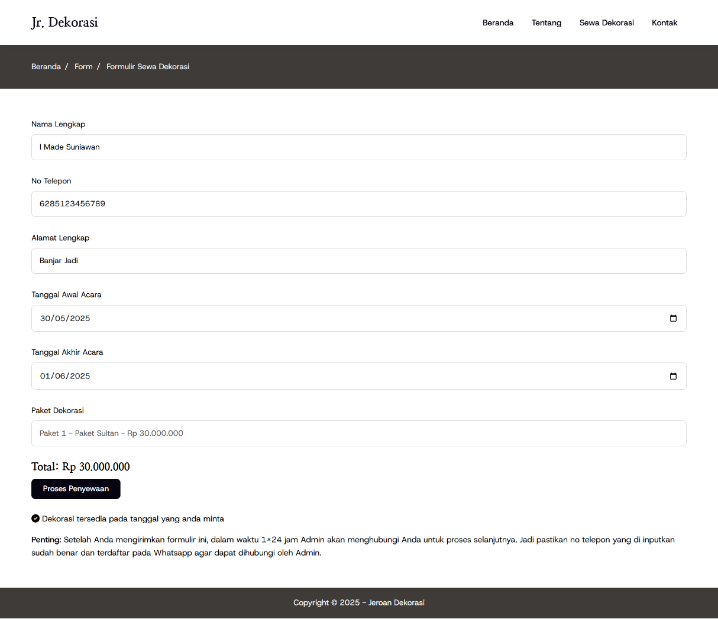 Jr. Dekorasi
Beranda Tentang Sewa Dekorasi Kontak
Beranda / Form / Formulir Sewa Dekorasi
Nama Lengkap
I Made Suniawan
No Telepon
6285123456789
Alamat Lengkap
Banjar Jadi
Tanggal Awal Acara
30/05/2025
Tanggal Akhir Acara
01/06/2025
Paket Dekorasi
Paket 1 - Paket Sultan - Rp 30.000.000
Total: Rp 30.000.000
Proses Penyewaan
Dekorasi tersedia pada tanggal yang anda minta
Penting: Setelah Anda mengirimkan formulir ini, dalam waktu 1×24 jam Admin akan menghubungi Anda untuk proses selanjutnya. Jadi pastikan no telepon yang di inputkan
sudah benar dan terdaftar pada Whatsapp agar dapat dihubungi oleh Admin.
Copyright © 2025 - Jeroan Dekorasi